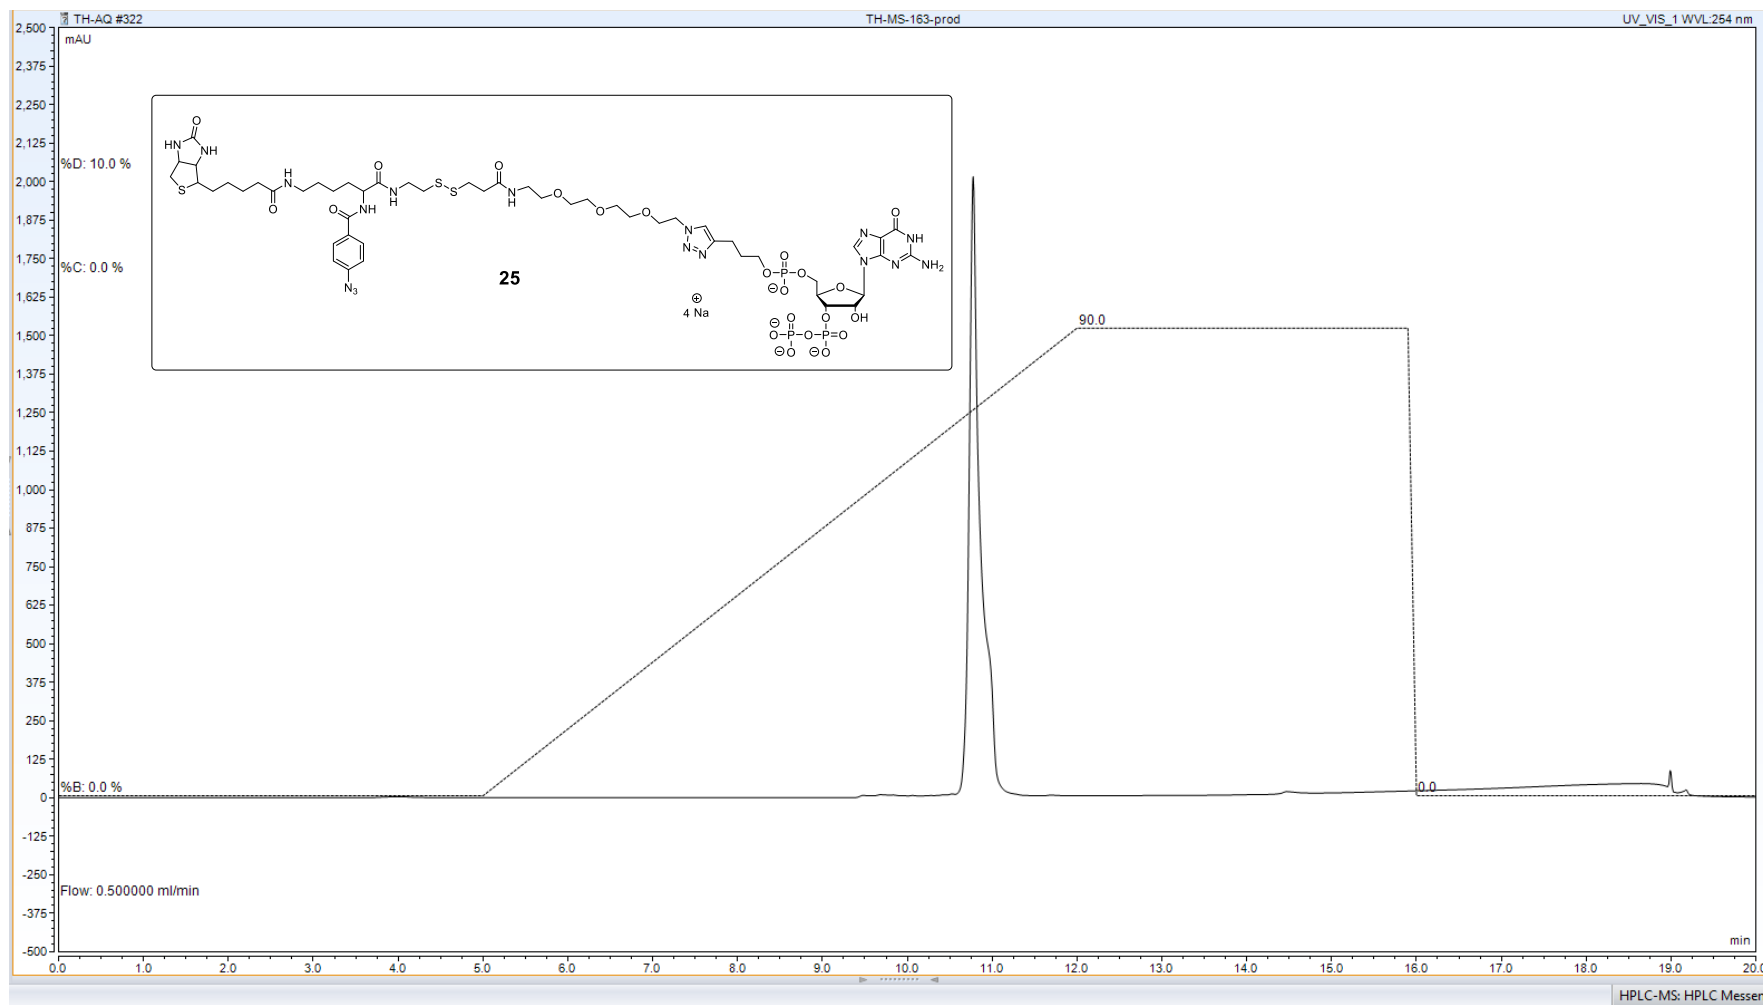 TH-AQ #322
TH-MS-163-prod
UV_VIS_1 WVL:254 nm
2,500
mAU
2,375
2,250
2,125
%D: 10.0 %
2,000
1,875
1,750
%C: 0.0 %
1,625
1,500
1,375
1,250
1,125
1,000
875
750
625
500
375
250
125
%B: 0.0 %
0
-125
-250
Flow: 0.500000 ml/min
-375
-500
90.0
0.0
min
0.0 1.0 2.0 3.0 4.0 5.0 6.0 7.0 8.0 9.0 10.0 11.0 12.0 13.0 14.0 15.0 16.0 17.0 18.0 19.0 20.0
O
HN
NH
S
O
H
N
O
O
NH
N3
O
N
H
S
S
O
N
H
O
O
O
N
N
N
O
O
P
O
⊖O
O
OH
N
N
O
NH
N
NH2
O
⊖
O
P
O
⊖O
O
P
O
⊖O
25
⊕
4 Na
HPLC-MS: HPLC Messer